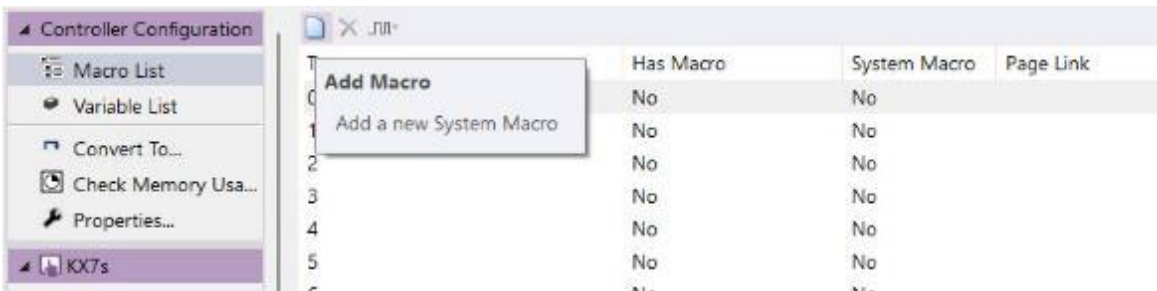 Controller Configuration
Macro List
Variable List
Convert To...
Check Memory Usa...
Properties...
KX7s
Add Macro
Add a new System Macro
Has Macro System Macro Page Link
No No
No No
2 No No
3 No No
4 No No
5 No No